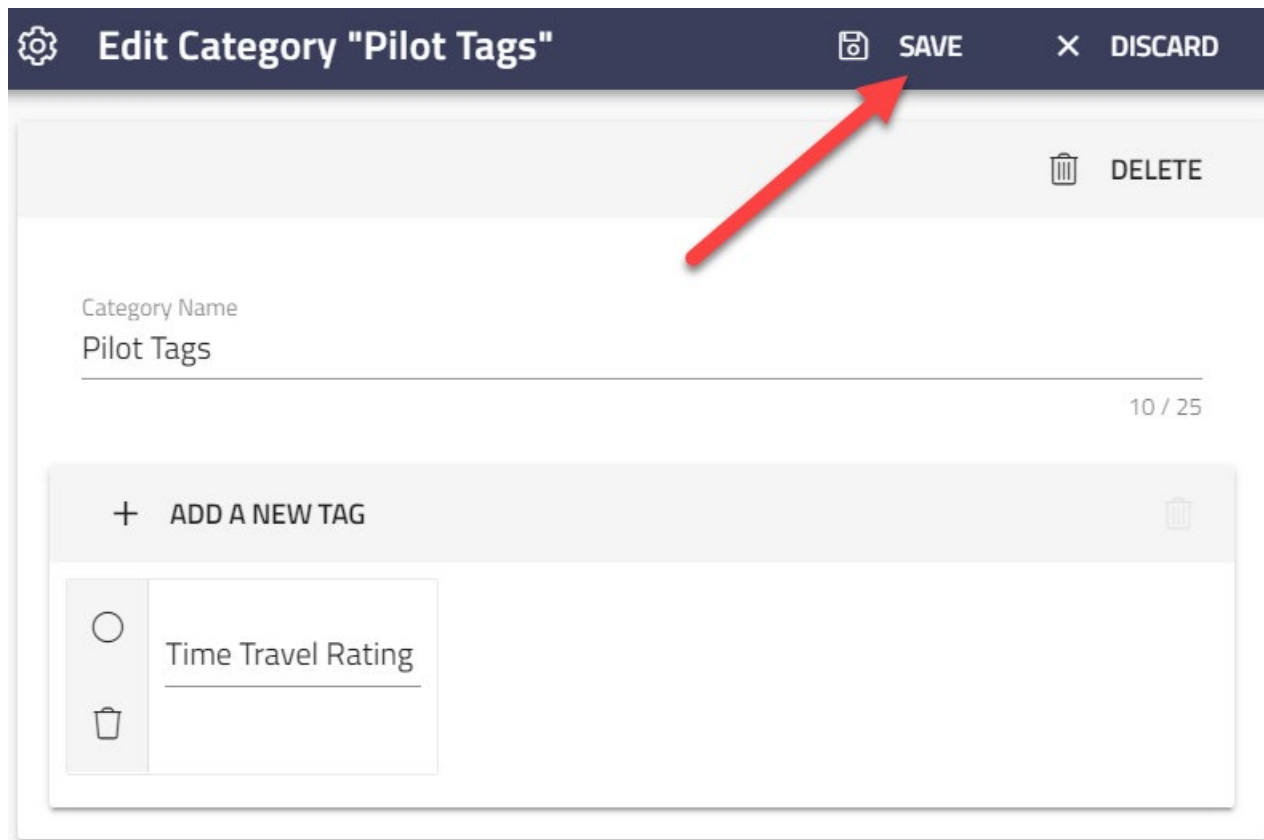 Edit Category "Pilot Tags"
SAVE
DISCARD
DELETE
Category Name
Pilot Tags
10 / 25
ADD A NEW TAG
Time Travel Rating